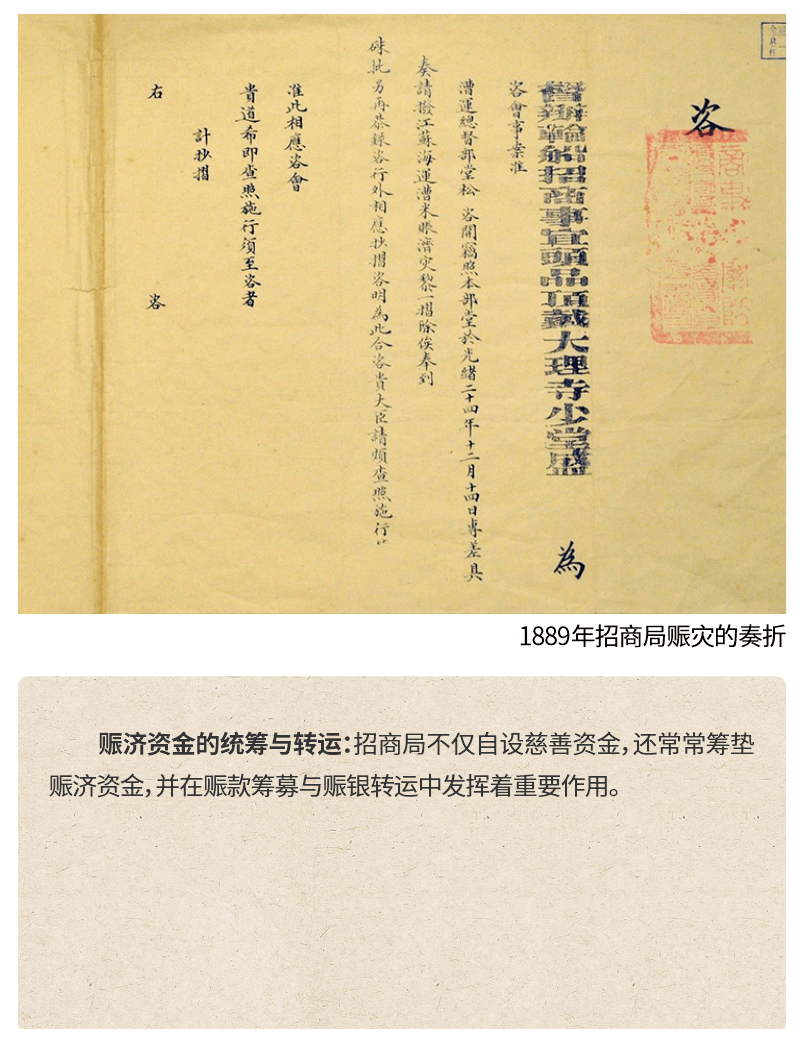 咨
督辦輪船招商事宜頭品頂戴大理寺少堂盛 為
咨會事案准
漕運總督部堂松 咨開竊照本部堂於光緒二十四年十二月十四日專差具
奏請撥江蘇海運漕米賬濟災黎一摺除俟奉到
硃批另再恭錄咨行外相應抄摺咨明為此合咨貴大臣請煩查照施行等
准此相應咨會
貴道希即查照施行須至咨者
計抄摺
右 咨
1889年招商局赈灾的奏折
赈济资金的统筹与转运：招商局不仅自设慈善资金，还常常筹垫
赈济资金，并在赈款筹募与赈银转运中发挥着重要作用。